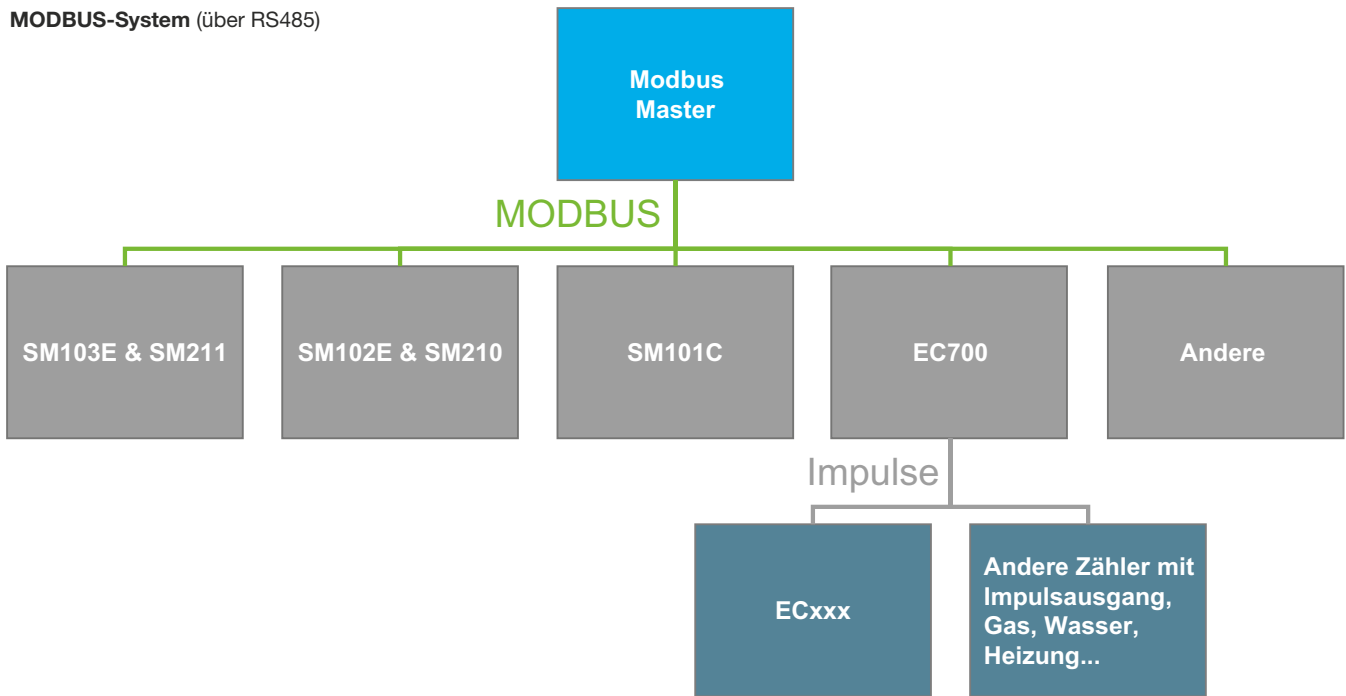 MODBUS-System (über RS485)
Modbus
Master
MODBUS
SM103E & SM211
SM102E & SM210
SM101C
EC700
Andere
Impulse
ECxxx
Andere Zähler mit
Impulsausgang,
Gas, Wasser,
Heizung...